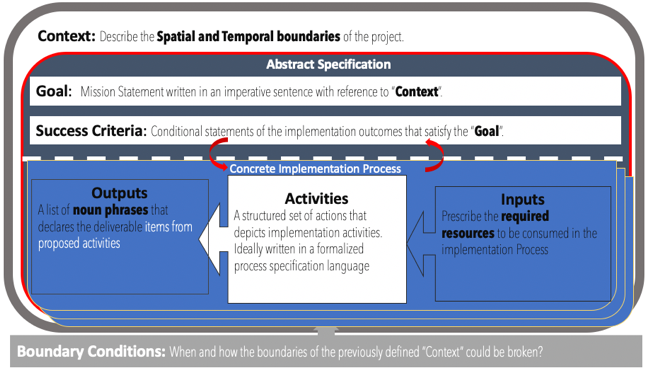 Context: Describe the Spatial and Temporal boundaries of the project.
Abstract Specification
Goal: Mission Statement written in an imperative sentence with reference to "Context".
Success Criteria: Conditional statements of the implementation outcomes that satisfy the "Goal".
Concrete Implementation Process
Outputs
A list of noun phrases that
declares the deliverable items from
proposed activities
Activities
A structured set of actions that
depicts implementation activities.
Ideally written in a formalized
process specification language
Inputs
Prescribe the required
resources to be consumed in the
implementation Process
Boundary Conditions: When and how the boundaries of the previously defined "Context" could be broken?